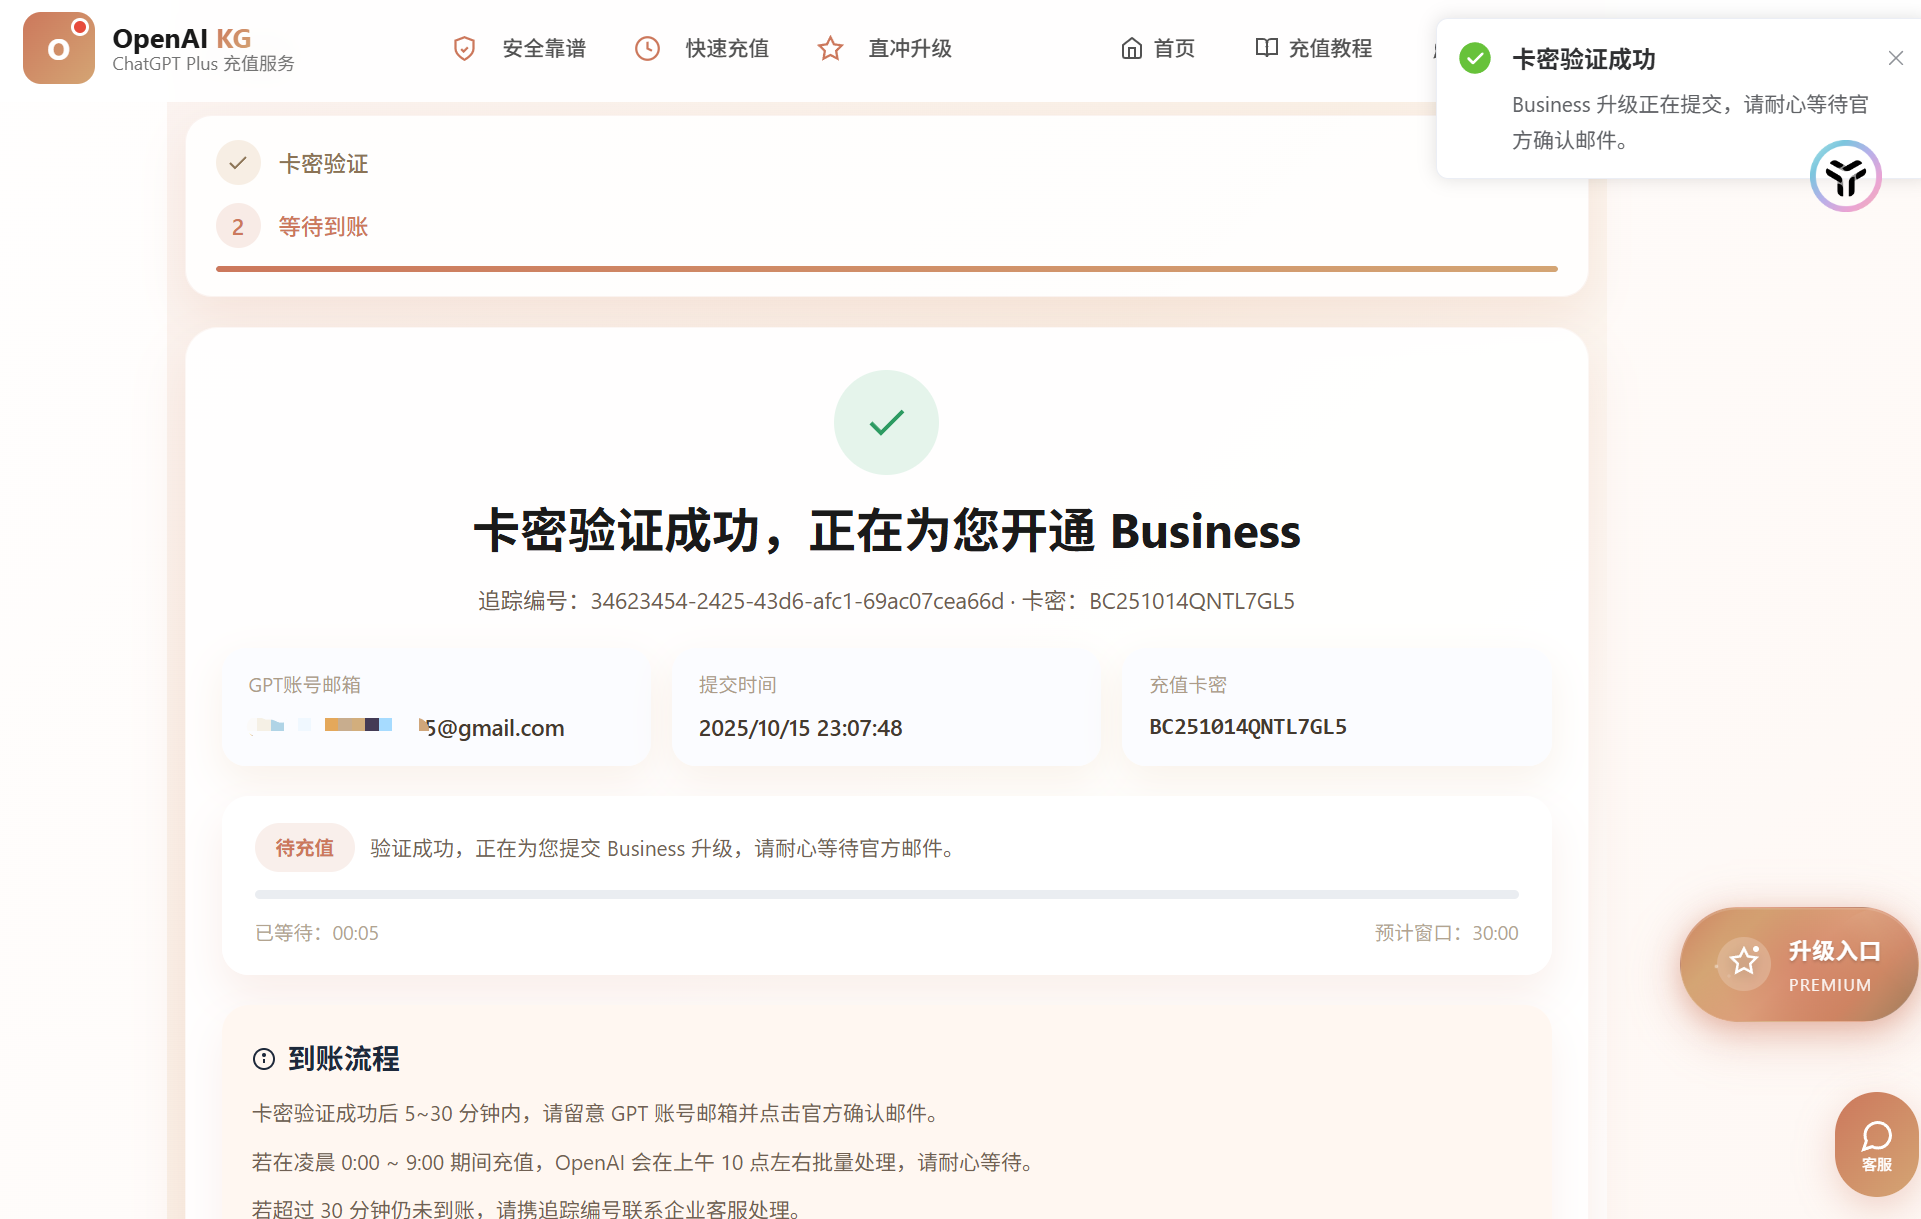 O
OpenAI KG
ChatGPT Plus 充值服务
安全靠谱
快速充值
直冲升级
首页
充值教程
卡密验证成功
Business 升级正在提交，请耐心等待官
方确认邮件。
卡密验证
2 等待到账
卡密验证成功，正在为您开通 Business
追踪编号：34623454-2425-43d6-afc1-69ac07cea66d · 卡密：BC251014QNTL7GL5
GPT账号邮箱
5@gmail.com
提交时间
2025/10/15 23:07:48
充值卡密
BC251014QNTL7GL5
待充值 验证成功，正在为您提交 Business 升级，请耐心等待官方邮件。
已等待：00:05
预计窗口：30:00
升级入口
PREMIUM
到账流程
卡密验证成功后 5~30 分钟内，请留意 GPT 账号邮箱并点击官方确认邮件。
若在凌晨 0:00 ~ 9:00 期间充值，OpenAI 会在上午 10 点左右批量处理，请耐心等待。
若超过 30 分钟仍未到账，请携追踪编号联系企业客服处理。
客服